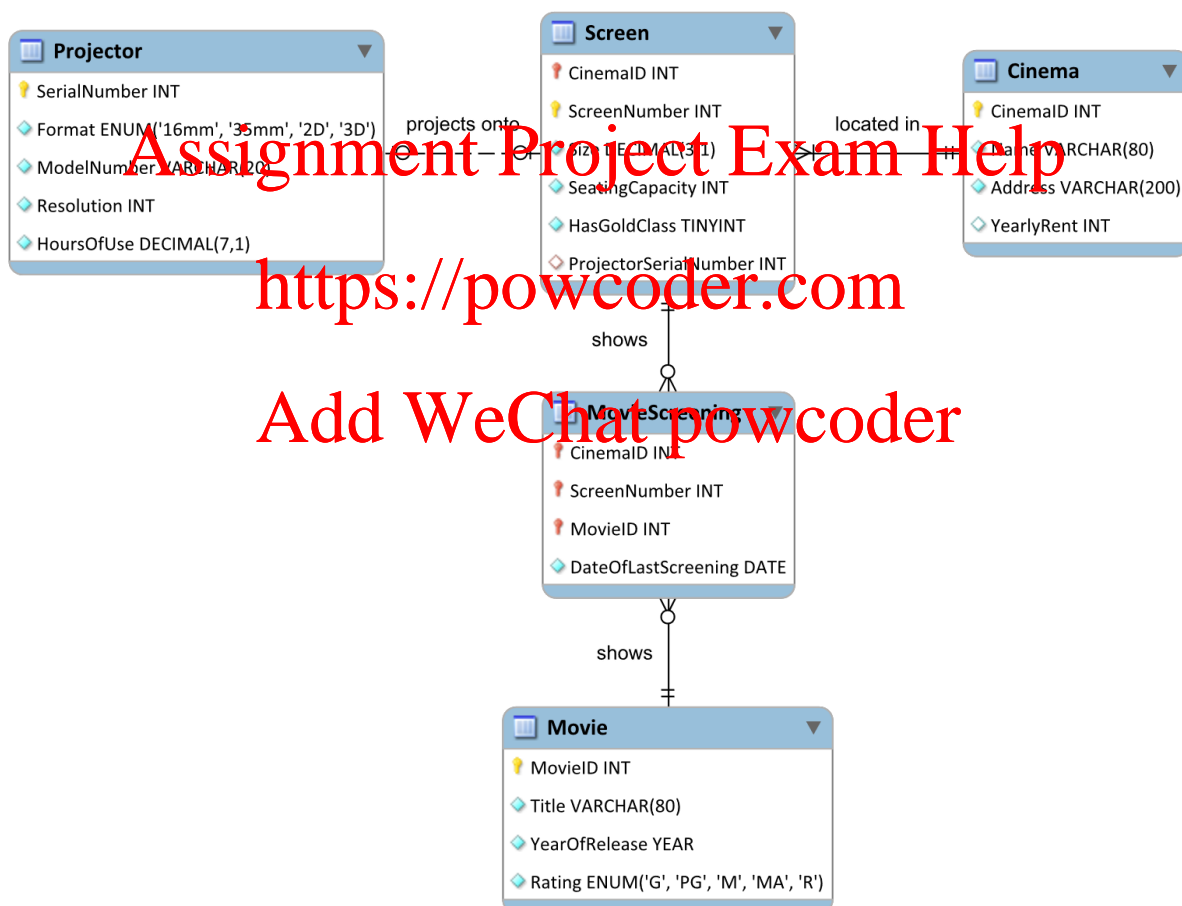 Projector
SerialNumber INT
Format ENUM('16mm', '35mm', '2D', '3D')
ModelNumber VARCHAR(20)
Resolution INT
HoursOfUse DECIMAL(7,1)
projects onto
Screen
CinemaID INT
ScreenNumber INT
Size DECIMAL(3,1)
SeatingCapacity INT
HasGoldClass TINYINT
ProjectorSerialNumber INT
located in
Cinema
CinemaID INT
Name VARCHAR(80)
Address VARCHAR(200)
YearlyRent INT
Assignment Project Exam Help
https://powcoder.com
shows
Add WeChat powcoder
MovieScreening
CinemaID INT
ScreenNumber INT
MovieID INT
DateOfLastScreening DATE
shows
Movie
MovieID INT
Title VARCHAR(80)
YearOfRelease YEAR
Rating ENUM('G', 'PG', 'M', 'MA', 'R')